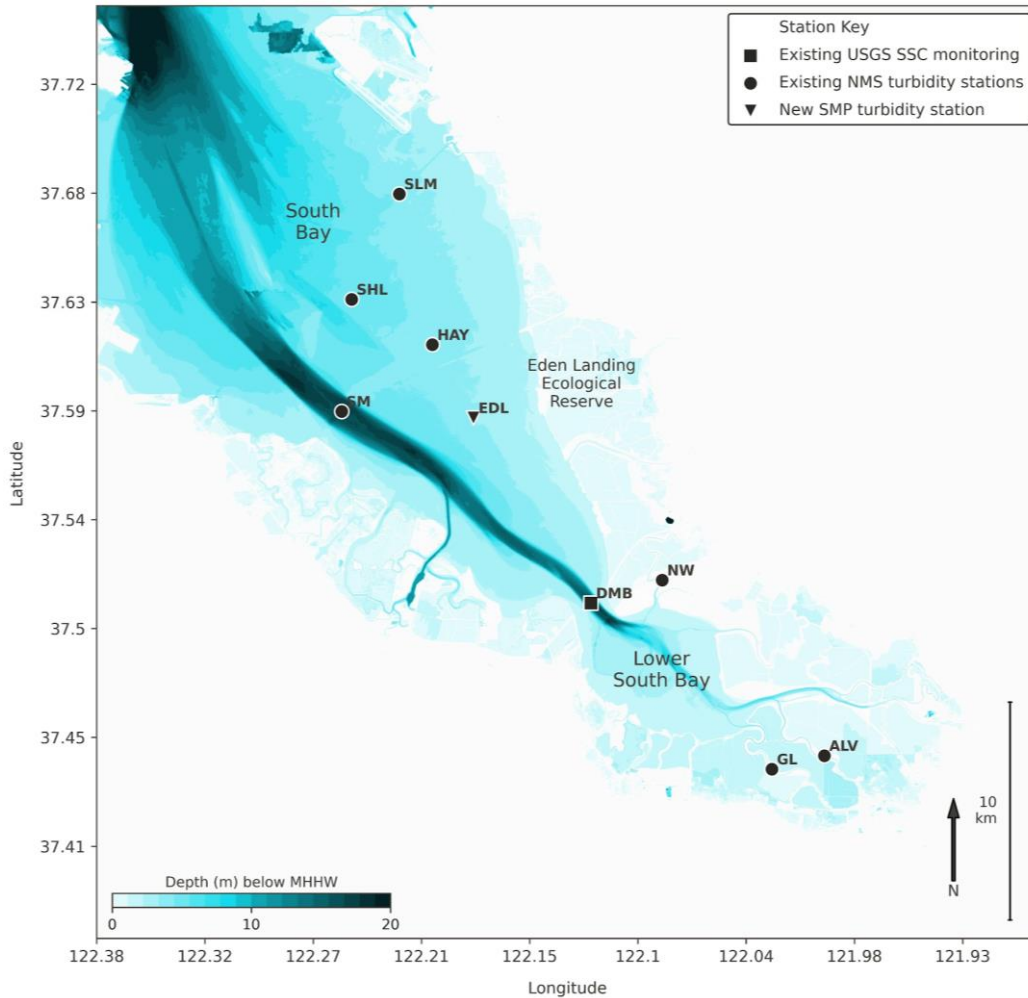 Station Key
Existing USGS SSC monitoring
Existing NMS turbidity stations
New SMP turbidity station
37.72
37.68
37.63
37.59
37.54
37.5
37.45
37.41
Latitude
SLM
South
Bay
SHL
HAY
Eden Landing
Ecological
Reserve
SM
EDL
NW
DMB
Lower
South Bay
ALV
GL
10
km
N
Depth (m) below MHHW
0
10
20
122.38
122.32
122.27
122.21
122.15
122.1
122.04
121.98
121.93
Longitude